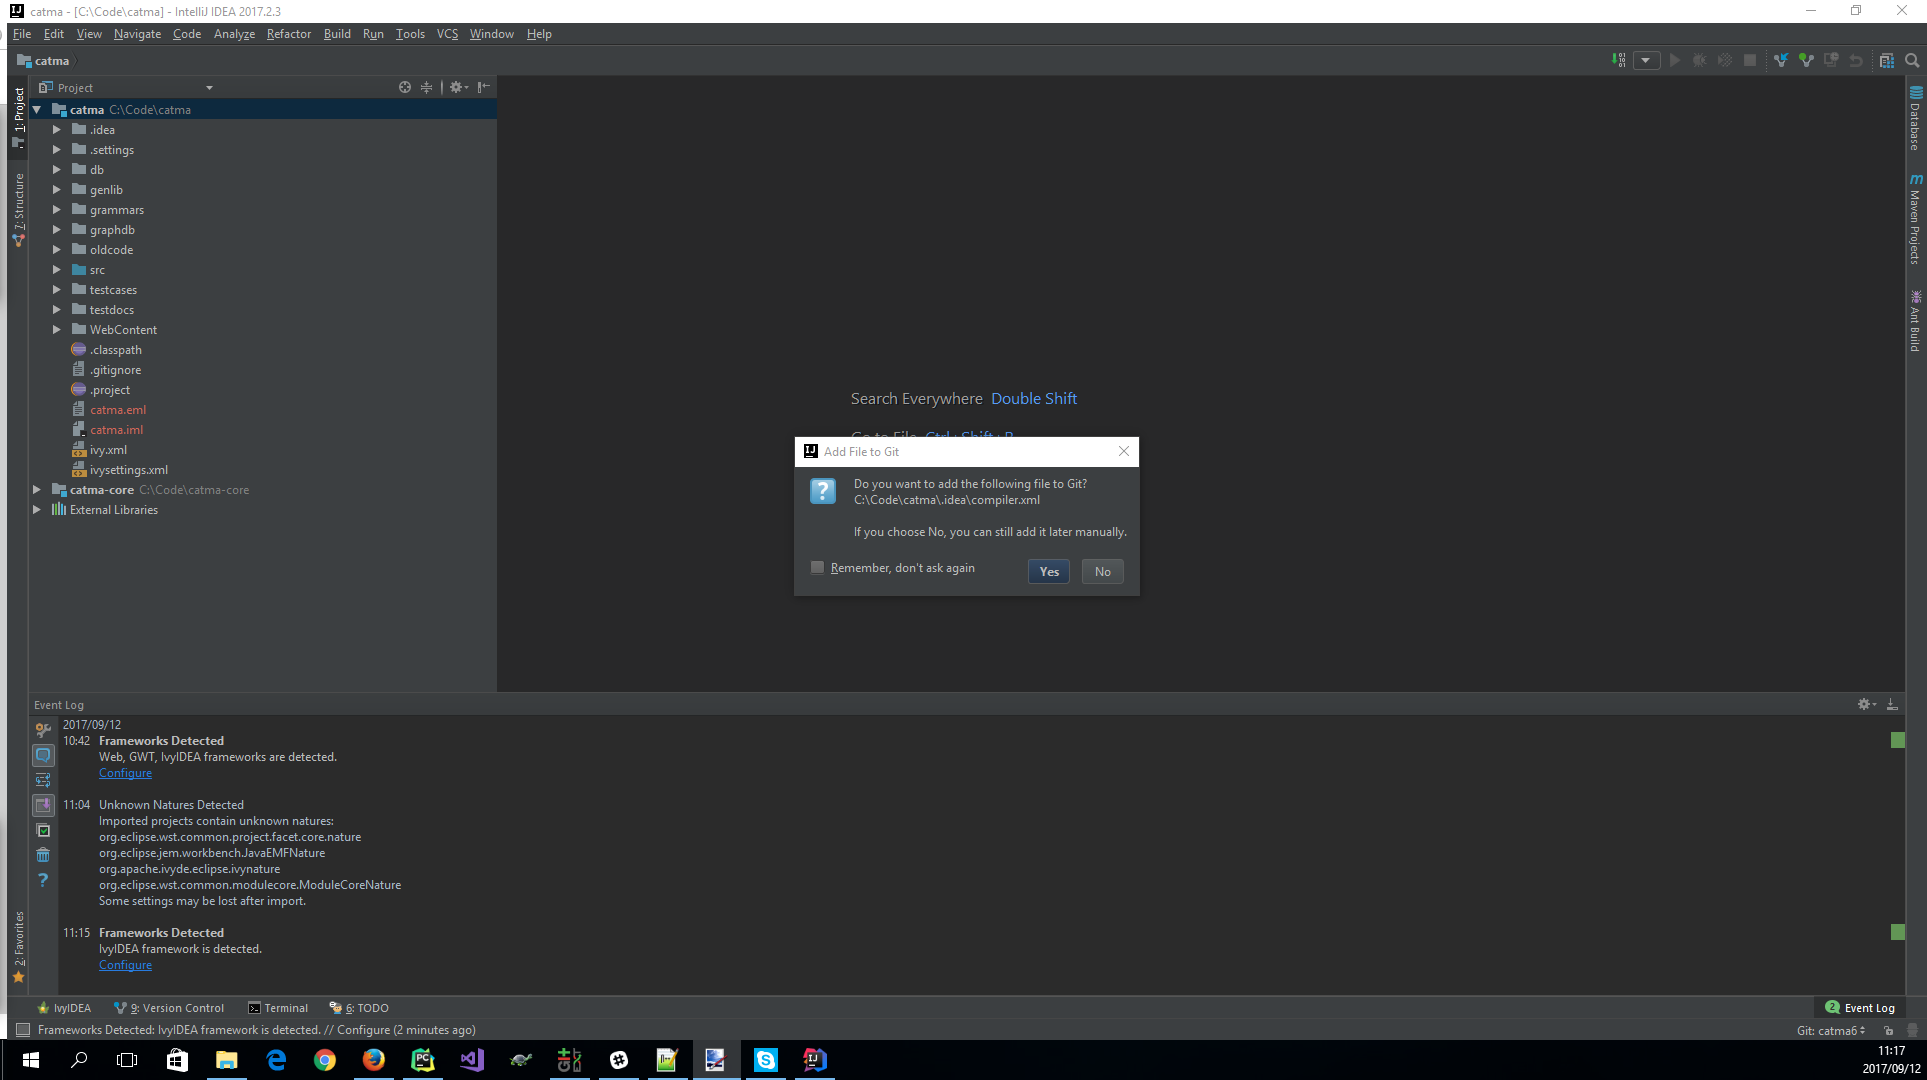 catma - [C:\Code\catma] - IntelliJ IDEA 2017.2.3
File Edit View Navigate Code Analyze Refactor Build Run Tools VCS Window Help
catma
Project
1: Project
7: Structure
2: Favorites
catma C:\Code\catma
.idea
.settings
db
genlib
grammars
graphdb
oldcode
src
testcases
testdocs
WebContent
.classpath
.gitignore
.project
catma.eml
catma.iml
ivy.xml
ivysettings.xml
catma-core C:\Code\catma-core
External Libraries
Search Everywhere Double Shift
Go to File Ctrl+Shift+R
Add File to Git
Do you want to add the following file to Git?
C:\Code\catma\.idea\compiler.xml
If you choose No, you can still add it later manually.
Remember, don't ask again
Yes No
Database
Maven Projects
Ant Build
Event Log
2017/09/12
10:42 Frameworks Detected
Web, GWT, IvyIDEA frameworks are detected.
Configure
11:04 Unknown Natures Detected
Imported projects contain unknown natures:
org.eclipse.wst.common.project.facet.core.nature
org.eclipse.jem.workbench.JavaEMFNature
org.apache.ivyde.eclipse.ivynature
org.eclipse.wst.common.modulecore.ModuleCoreNature
Some settings may be lost after import.
11:15 Frameworks Detected
IvyIDEA framework is detected.
Configure
IvyIDEA 9: Version Control Terminal 6: TODO
2 Event Log
Frameworks Detected: IvyIDEA framework is detected. // Configure (2 minutes ago)
Git: catma6
11:17
2017/09/12